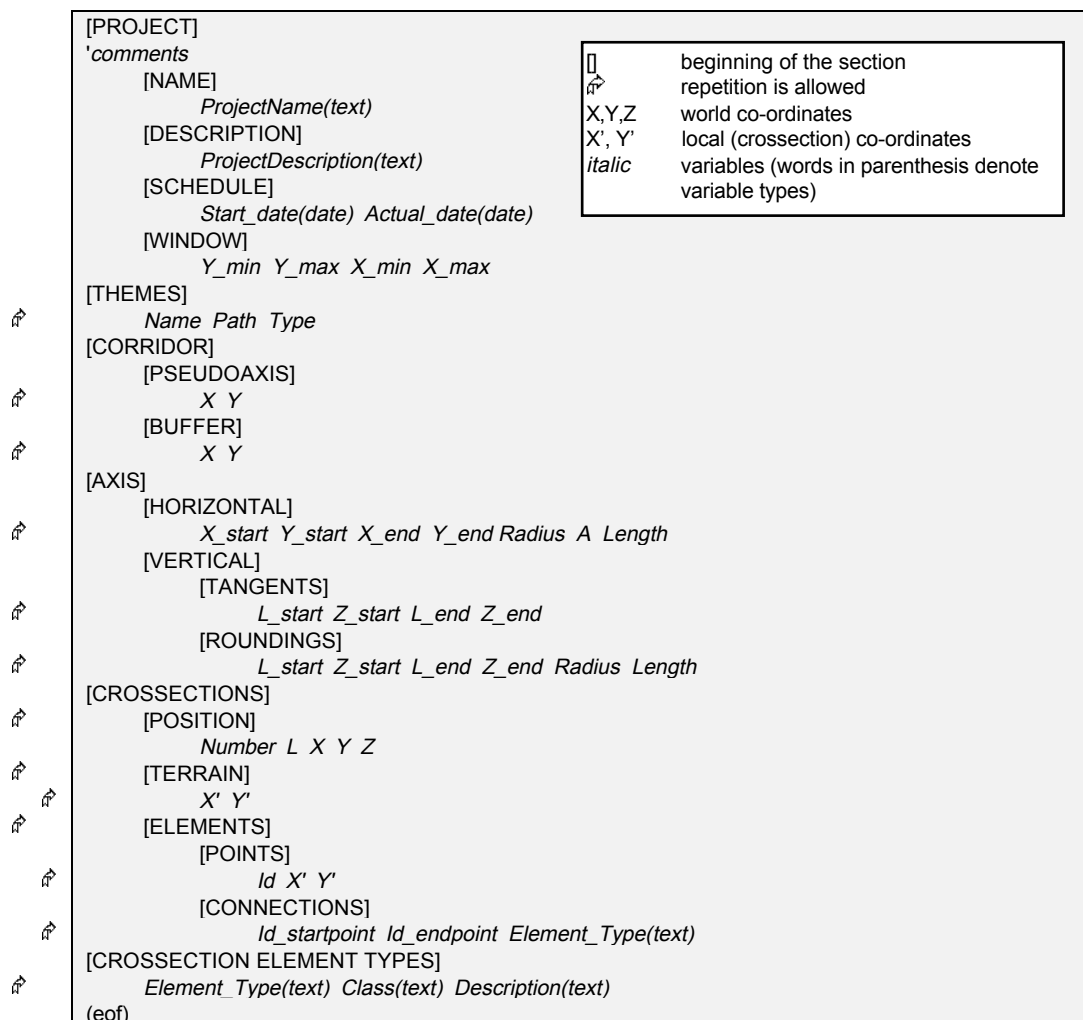 [PROJECT]
'comments
[NAME]
ProjectName(text)
[DESCRIPTION]
ProjectDescription(text)
[SCHEDULE]
Start_date(date) Actual_date(date)
[WINDOW]
Y_min Y_max X_min X_max
[THEMES]
Name Path Type
[CORRIDOR]
[PSEUDOAXIS]
X Y
[BUFFER]
X Y
[AXIS]
[HORIZONTAL]
X_start Y_start X_end Y_end Radius A Length
[VERTICAL]
[TANGENTS]
L_start Z_start L_end Z_end
[ROUNDINGS]
L_start Z_start L_end Z_end Radius Length
[CROSSECTIONS]
[POSITION]
Number L X Y Z
[TERRAIN]
X' Y'
[ELEMENTS]
[POINTS]
Id X' Y'
[CONNECTIONS]
Id_startpoint Id_endpoint Element_Type(text)
[CROSSECTION ELEMENT TYPES]
Element_Type(text) Class(text) Description(text)
(eof)
[] beginning of the section
repetition is allowed
X,Y,Z world co-ordinates
X’, Y’ local (crossection) co-ordinates
italic variables (words in parenthesis denote
variable types)